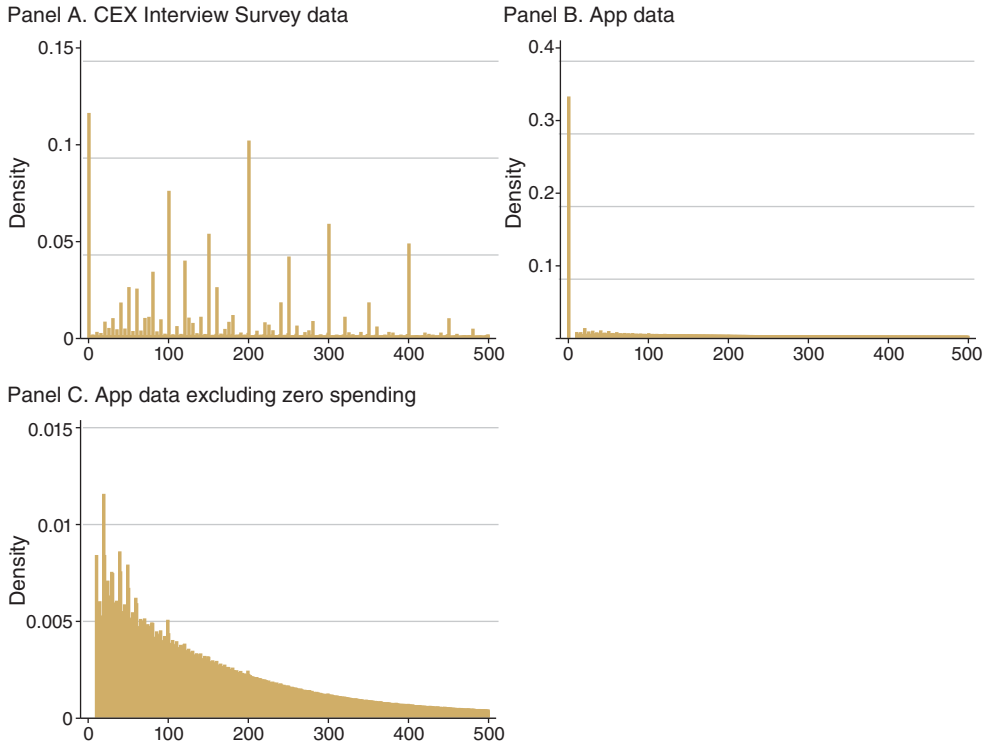 Panel A. CEX Interview Survey data
0.15
0.1
0.05
0
Density
0 100 200 300 400 500
Panel B. App data
0.4
0.3
0.2
0.1
Density
0 100 200 300 400 500
Panel C. App data excluding zero spending
0.015
0.01
0.005
0
Density
0 100 200 300 400 500